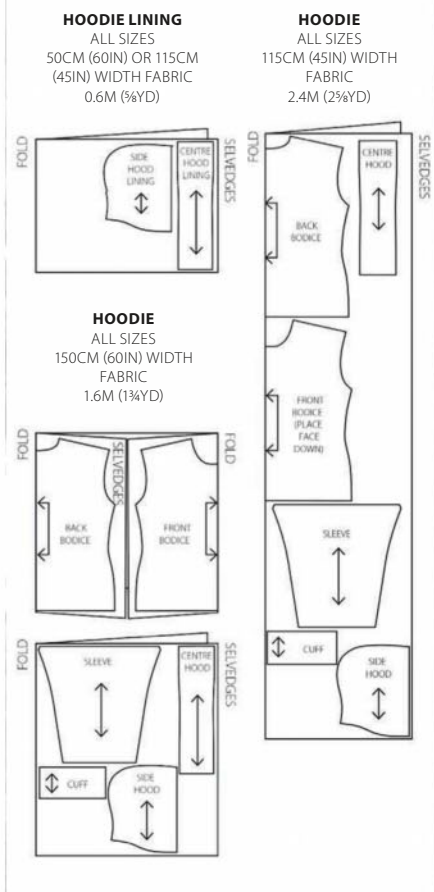 HOODIE LINING
ALL SIZES
50CM (60IN) OR 115CM
(45IN) WIDTH FABRIC
0.6M (⅝YD)
FOLD
SELVEDGES
SIDE
HOOD
LINING
CENTRE
HOOD
LINING
HOODIE
ALL SIZES
150CM (60IN) WIDTH
FABRIC
1.6M (1¾YD)
FOLD
SELVEDGES
FOLD
BACK
BODICE
FRONT
BODICE
FOLD
SELVEDGES
SLEEVE
CENTRE
HOOD
CUFF
SIDE
HOOD
HOODIE
ALL SIZES
115CM (45IN) WIDTH
FABRIC
2.4M (2⅝YD)
FOLD
SELVEDGES
CENTRE
HOOD
BACK
BODICE
FRONT
BODICE
(PLACE
FACE
DOWN)
SLEEVE
CUFF
SIDE
HOOD